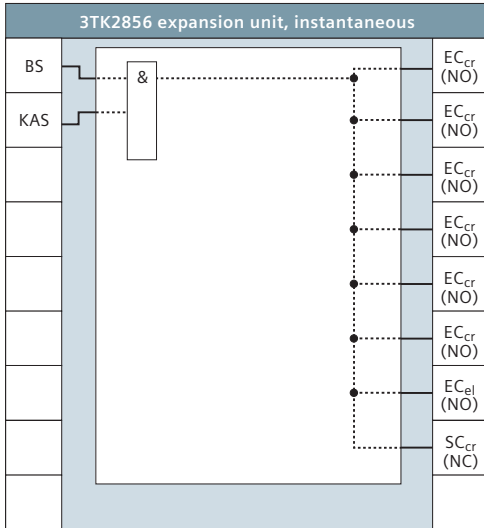 3TK2856 expansion unit, instantaneous
BS
KAS
&
ECcr
(NO)
ECcr
(NO)
ECcr
(NO)
ECcr
(NO)
ECcr
(NO)
ECcr
(NO)
ECel
(NO)
SCcr
(NC)